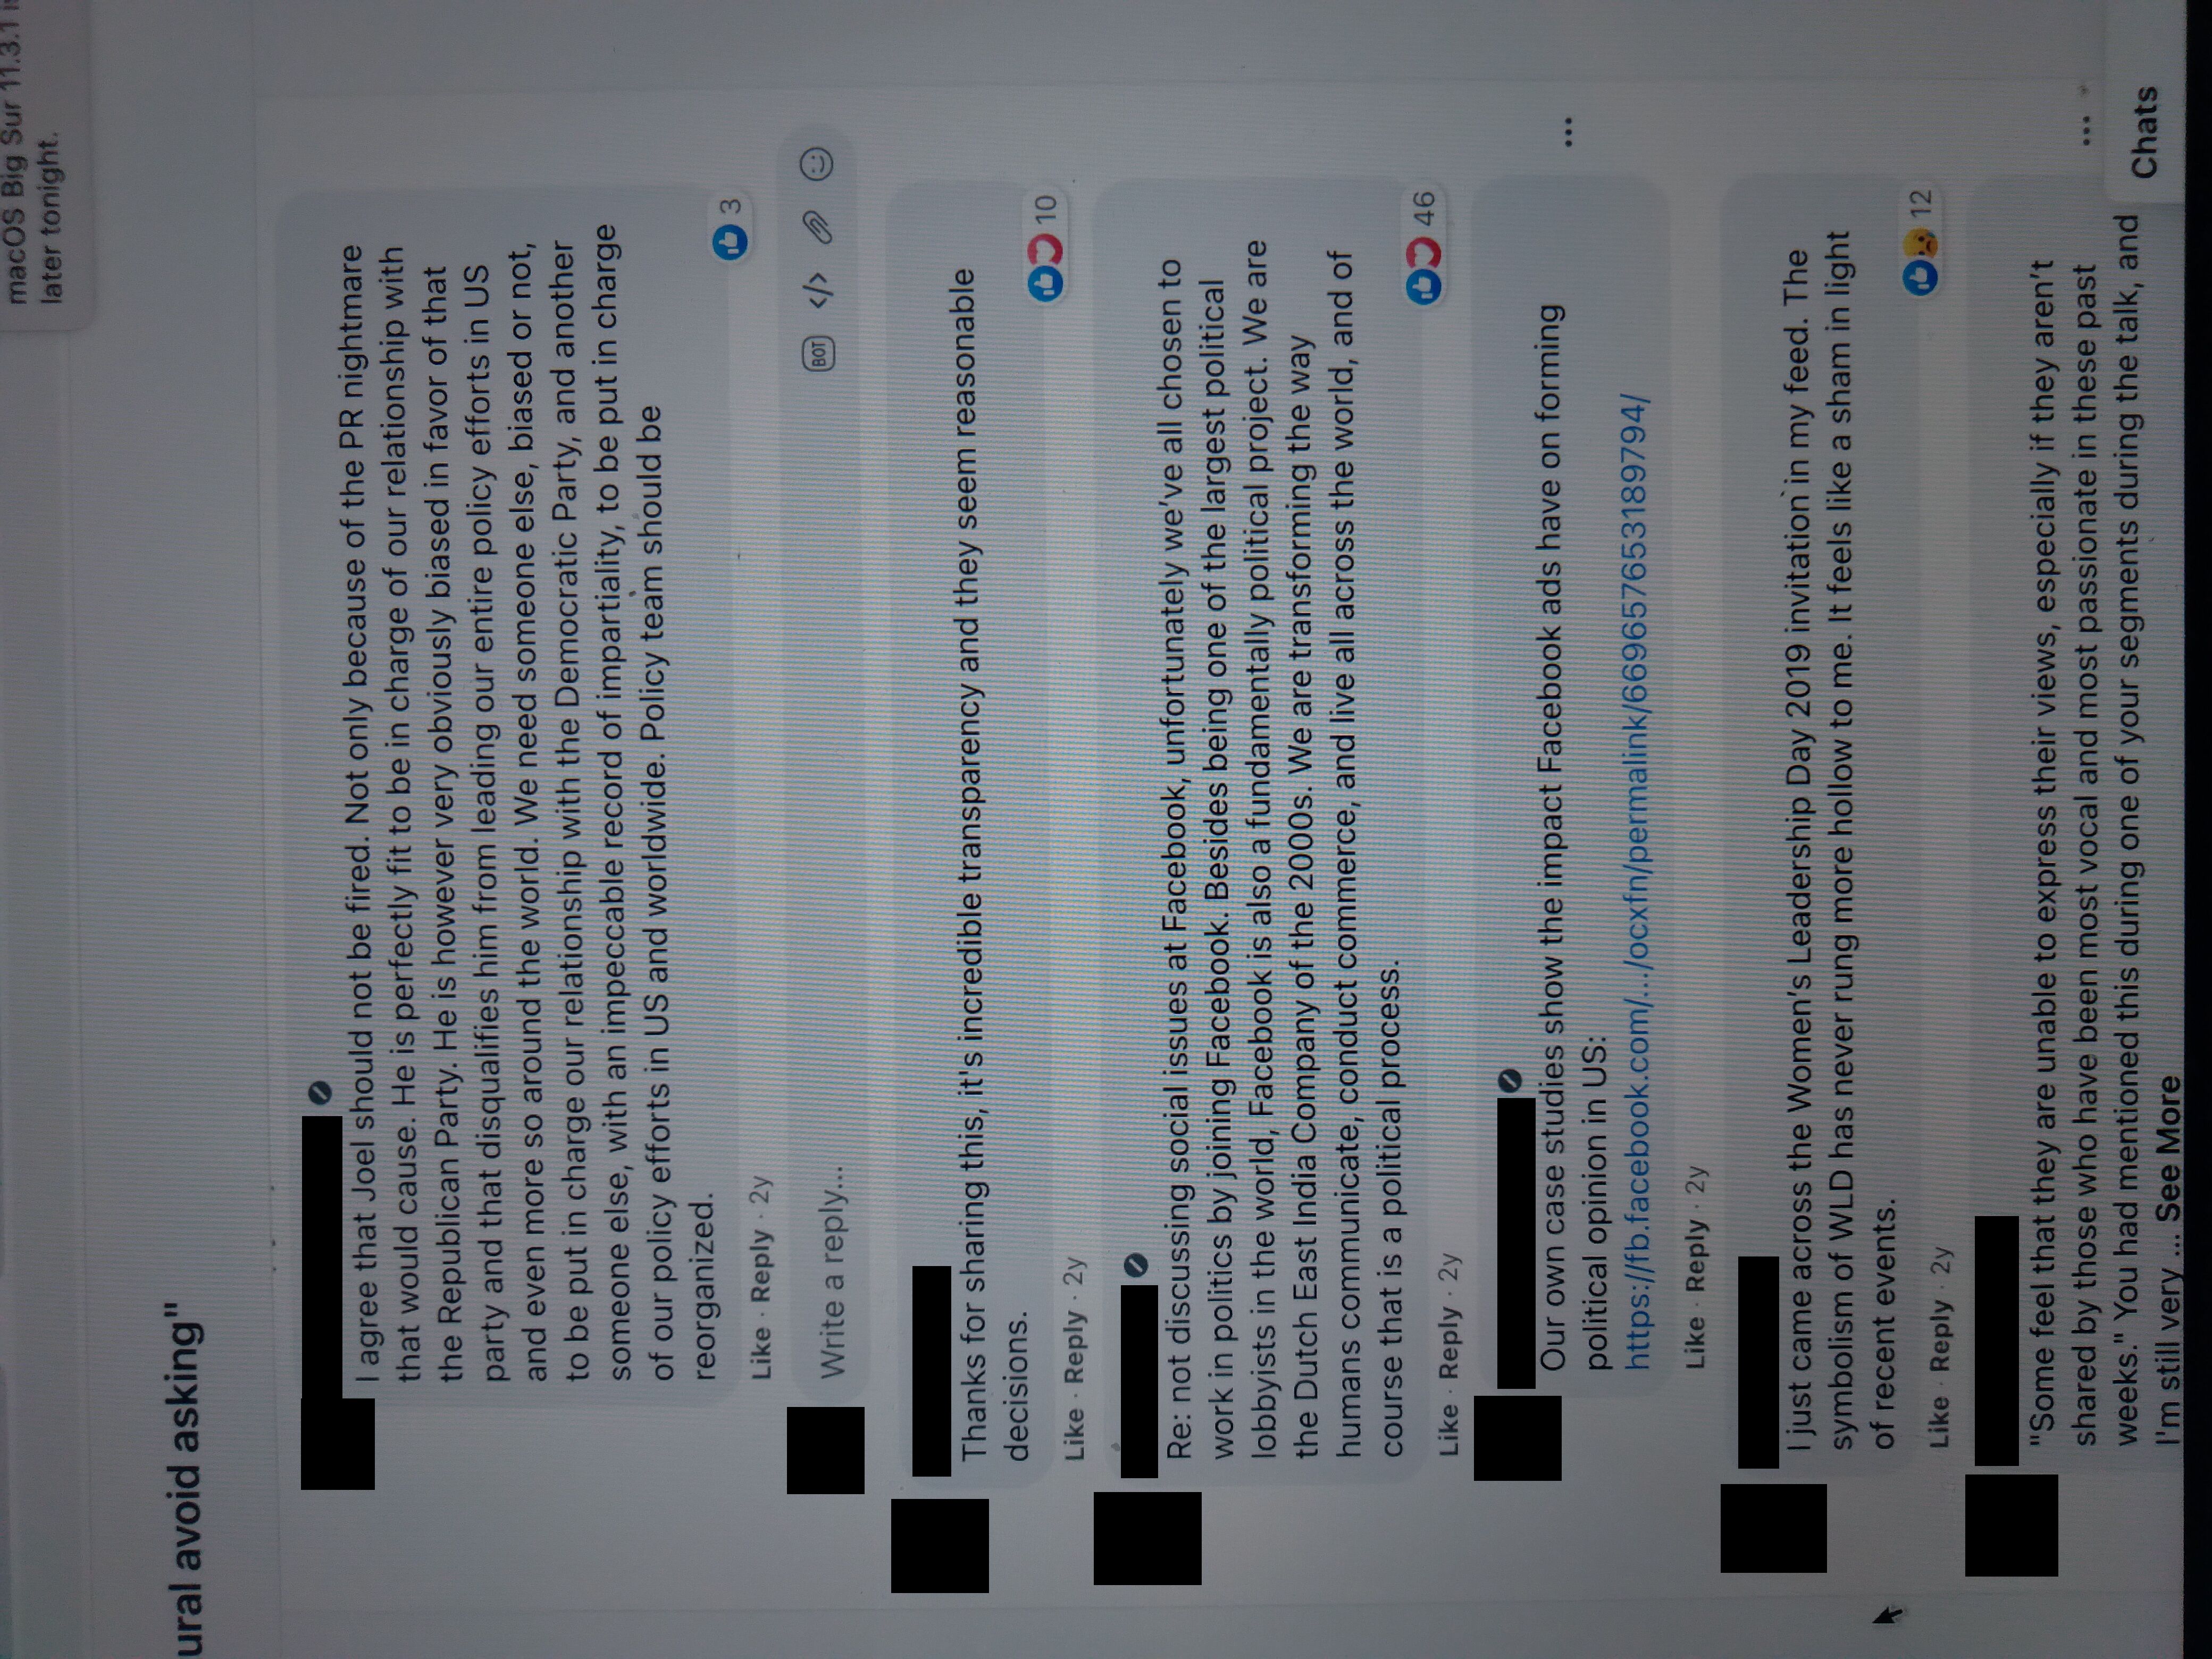 macOS Big Sur 11.3.1 is
later tonight.
ural avoid asking"
I agree that Joel should not be fired. Not only because of the PR nightmare
that would cause. He is perfectly fit to be in charge of our relationship with
the Republican Party. He is however very obviously biased in favor of that
party and that disqualifies him from leading our entire policy efforts in US
and even more so around the world. We need someone else, biased or not,
to be put in charge our relationship with the Democratic Party, and another
someone else, with an impeccable record of impartiality, to be put in charge
of our policy efforts in US and worldwide. Policy team should be
reorganized.
3
Like · Reply · 2y
Write a reply...
BOT </>
Thanks for sharing this, it's incredible transparency and they seem reasonable
decisions.
10
Like · Reply · 2y
Re: not discussing social issues at Facebook, unfortunately we've all chosen to
work in politics by joining Facebook. Besides being one of the largest political
lobbyists in the world, Facebook is also a fundamentally political project. We are
the Dutch East India Company of the 2000s. We are transforming the way
humans communicate, conduct commerce, and live all across the world, and of
course that is a political process.
46
Like · Reply · 2y
Our own case studies show the impact Facebook ads have on forming
political opinion in US:
https://fb.facebook.com/.../ocxfn/permalink/669657653189794/
Like · Reply · 2y
I just came across the Women's Leadership Day 2019 invitation in my feed. The
symbolism of WLD has never rung more hollow to me. It feels like a sham in light
of recent events.
12
Like · Reply · 2y
"Some feel that they are unable to express their views, especially if they aren't
shared by those who have been most vocal and most passionate in these past
weeks." You had mentioned this during one of your segments during the talk, and
I'm still very ... See More
Chats